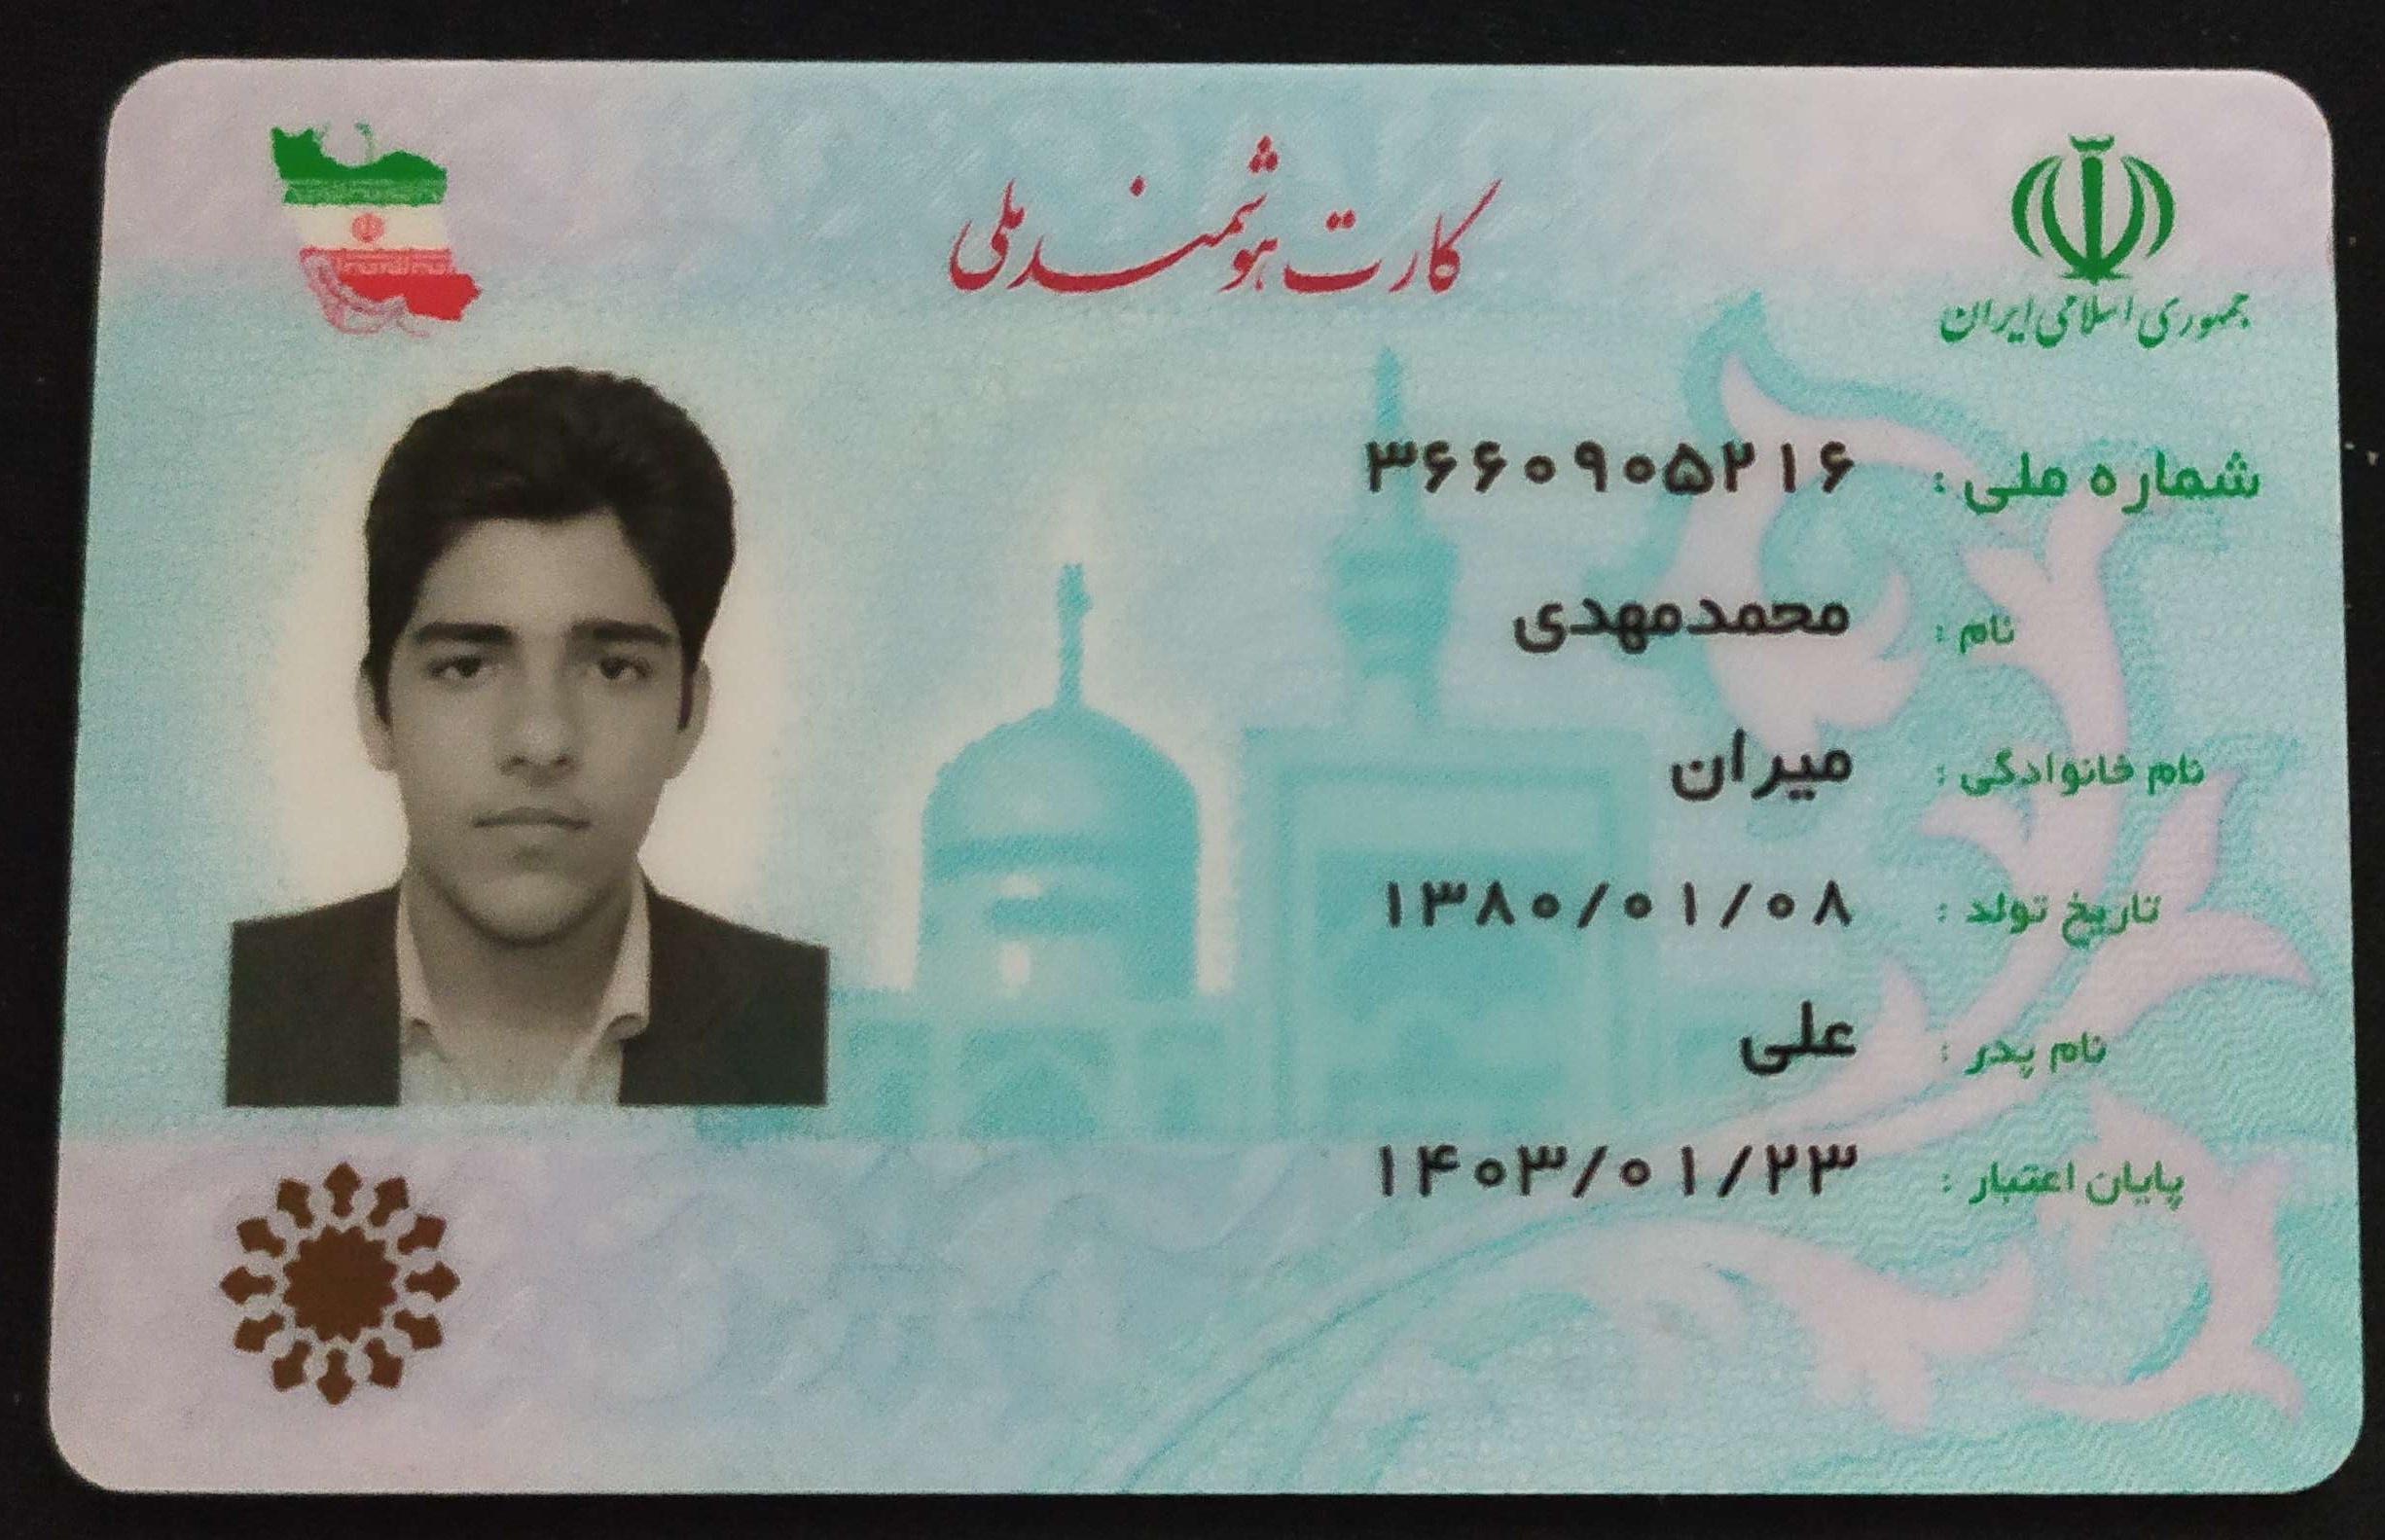 کارت هوشمند ملی
جمهوری اسلامی ایران
شماره ملی : ۳۶۶۰۹۰۵۲۱۶
نام : محمدمهدی
نام خانوادگی : میران
تاریخ تولد : ۱۳۸۰/۰۱/۰۸
نام پدر : علی
پایان اعتبار : ۱۴۰۳/۰۱/۲۳